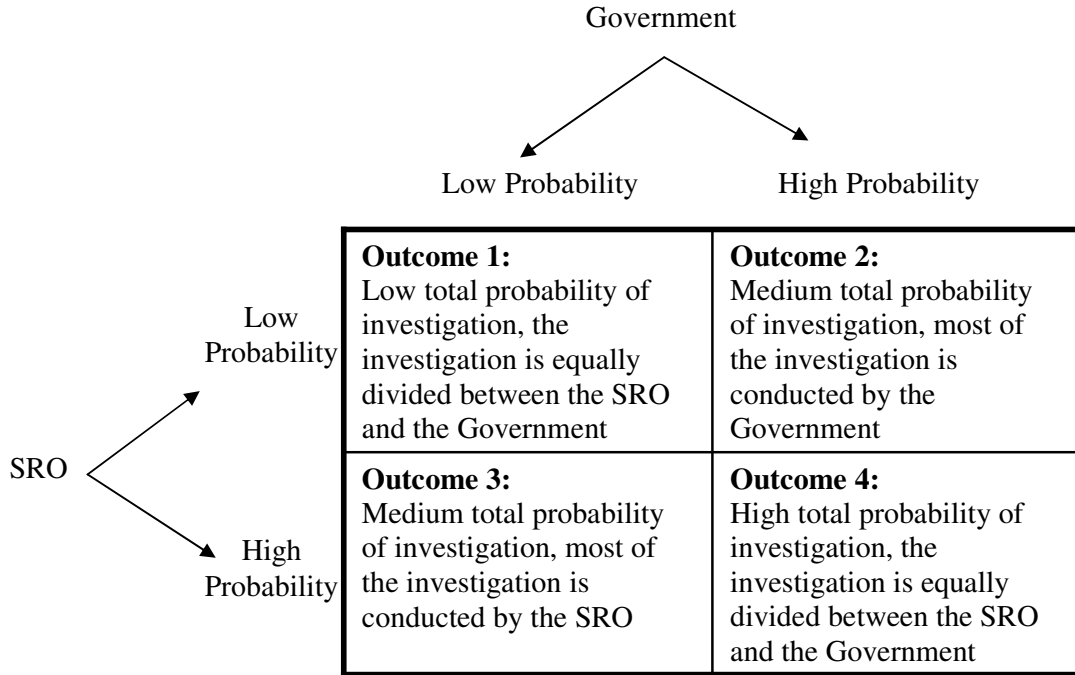 Government
Low Probability
High Probability
SRO
Low
Probability
High
Probability
Outcome 1:
Low total probability of
investigation, the
investigation is equally
divided between the SRO
and the Government
Outcome 2:
Medium total probability
of investigation, most of
the investigation is
conducted by the
Government
Outcome 3:
Medium total probability
of investigation, most of
the investigation is
conducted by the SRO
Outcome 4:
High total probability of
investigation, the
investigation is equally
divided between the SRO
and the Government